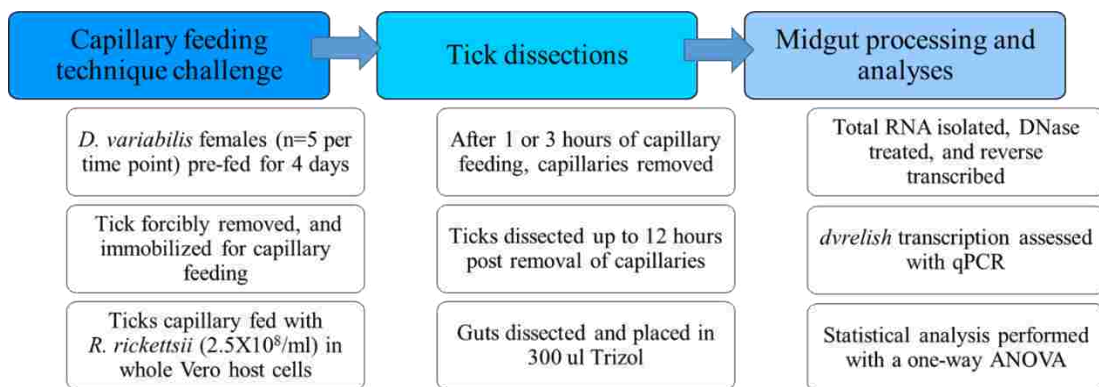 Capillary feeding
technique challenge
D. variabilis females (n=5 per
time point) pre-fed for 4 days
Tick forcibly removed, and
immobilized for capillary
feeding
Ticks capillary fed with
R. rickettsii (2.5X10⁸/ml) in
whole Vero host cells
Tick dissections
After 1 or 3 hours of capillary
feeding, capillaries removed
Ticks dissected up to 12 hours
post removal of capillaries
Guts dissected and placed in
300 ul Trizol
Midgut processing and
analyses
Total RNA isolated, DNase
treated, and reverse
transcribed
dvrelish transcription assessed
with qPCR
Statistical analysis performed
with a one-way ANOVA